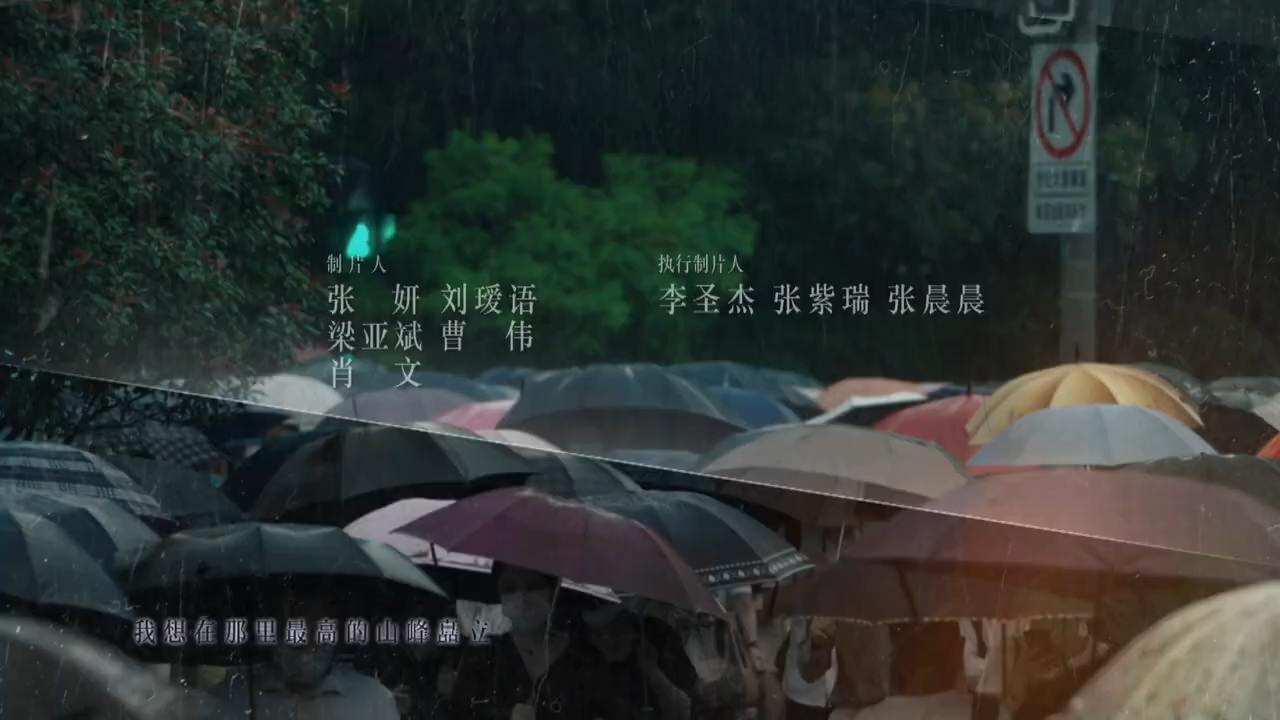 制片人
张 妍 刘瑷语
梁亚斌 曹 伟
肖 文
执行制片人
李圣杰 张紫瑞 张晨晨
我想在那里最高的山峰矗立